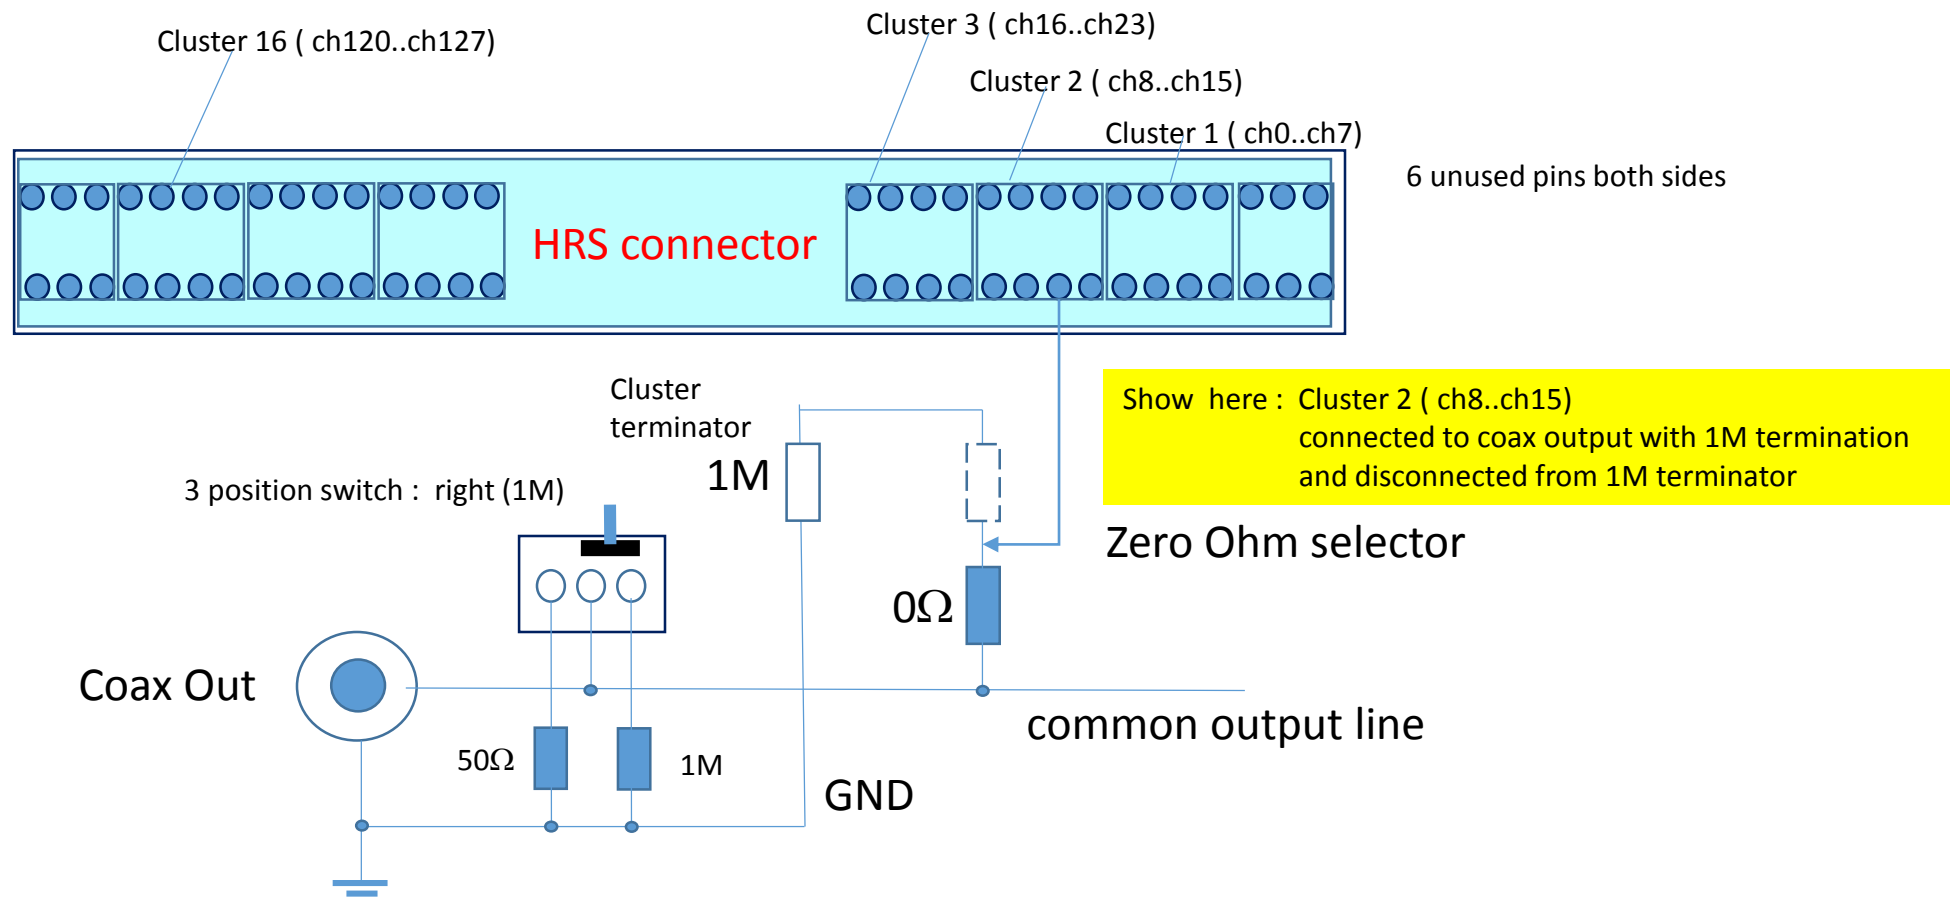 Cluster 16 ( ch120..ch127)
Cluster 3 ( ch16..ch23)
Cluster 2 ( ch8..ch15)
Cluster 1 ( ch0..ch7)
6 unused pins both sides
HRS connector
Cluster
terminator
1M
3 position switch :  right (1M)
Show  here :  Cluster 2 ( ch8..ch15)
connected to coax output with 1M termination
and disconnected from 1M terminator
Zero Ohm selector
0Ω
Coax Out
common output line
50Ω
1M
GND